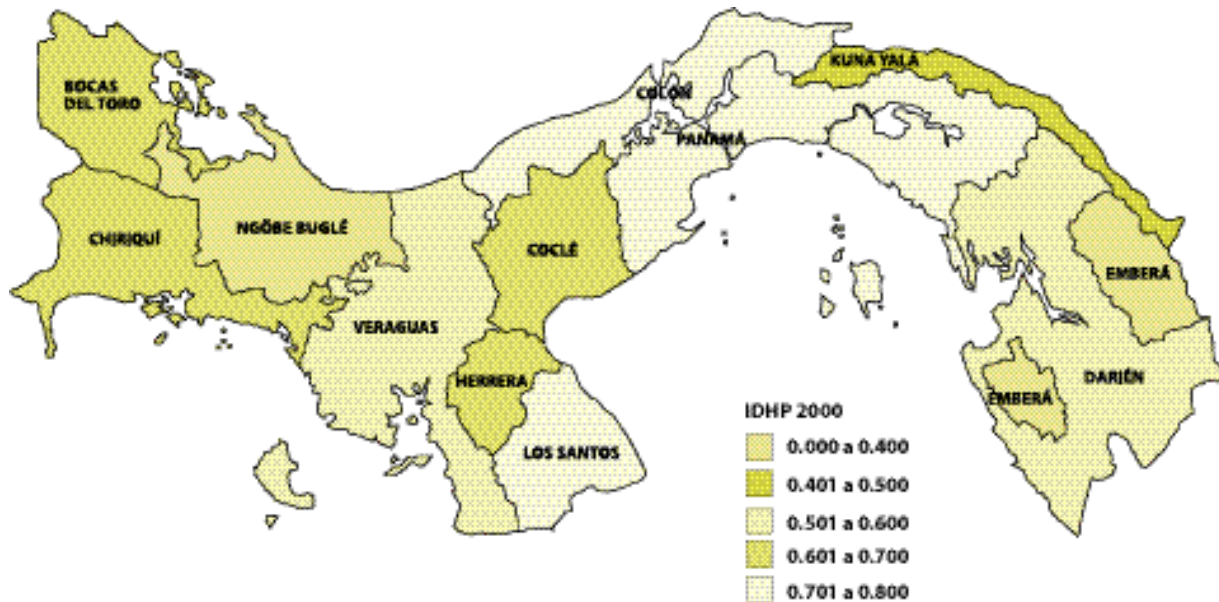 BOCAS
DEL TORO
KUNA YALA
COLÓN
PANAMÁ
NGÖBE BUGLÉ
CHIRIQUÍ
COCLÉ
EMBERÁ
VERAGUAS
HERRERA
DARIÉN
EMBERÁ
LOS SANTOS
IDHP 2000
0.000 a 0.400
0.401 a 0.500
0.501 a 0.600
0.601 a 0.700
0.701 a 0.800